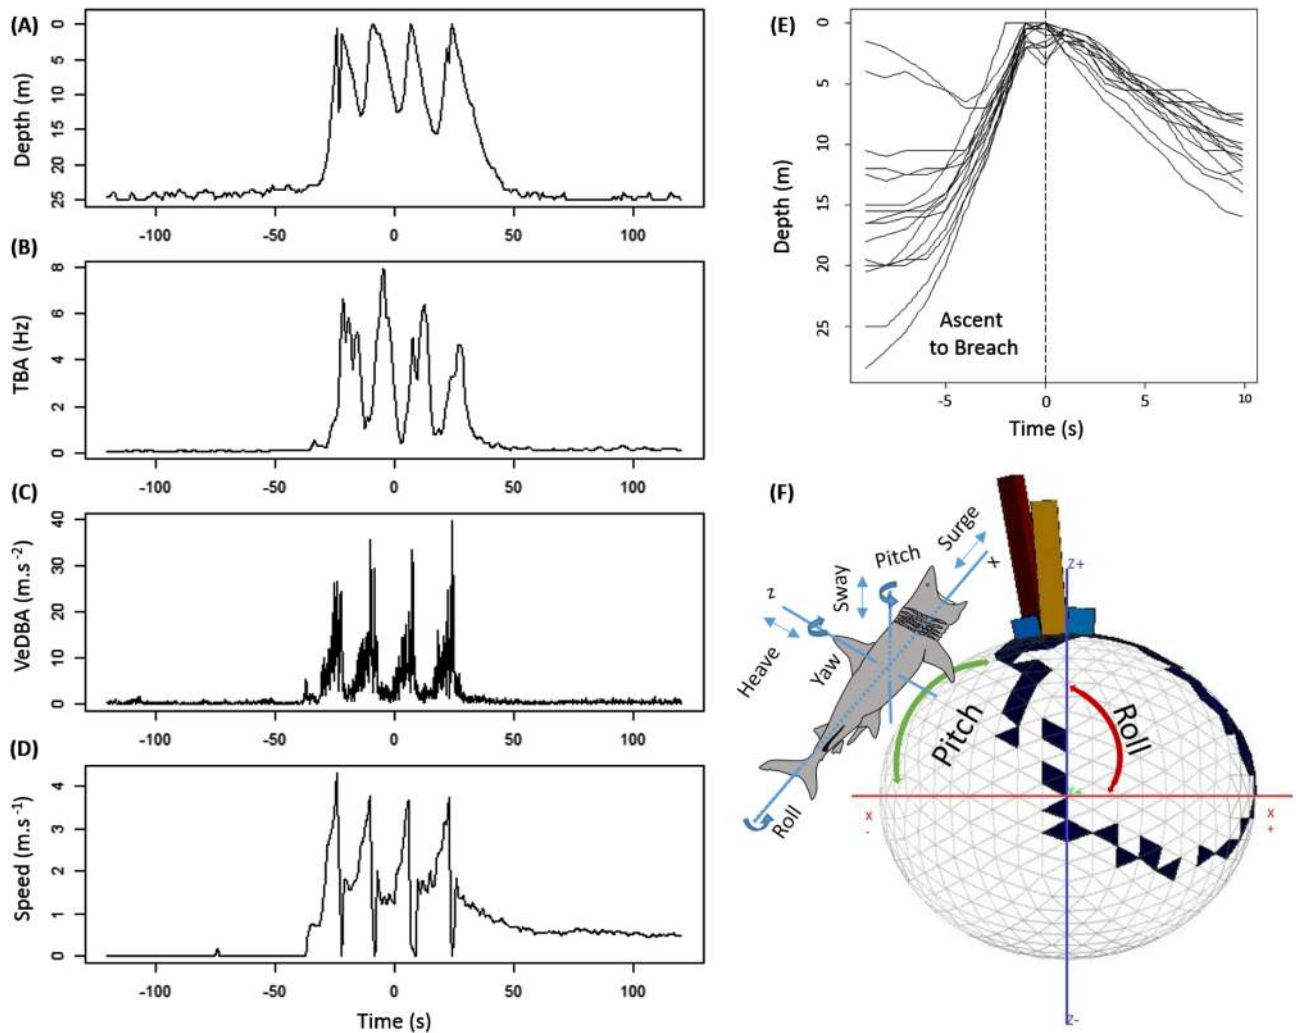 (A)
Depth (m)
0
5
10
15
20
25
-100
-50
0
50
100
(B)
TBA (Hz)
8
6
4
2
0
-100
-50
0
50
100
(C)
VeDBA (m.s-2)
40
30
20
10
0
-100
-50
0
50
100
(D)
Speed (m.s-1)
4
3
2
1
0
-100
-50
0
50
100
Time (s)
(E)
Depth (m)
0
5
10
15
20
25
Ascent
to Breach
-5
0
5
10
Time (s)
(F)
Surge
Pitch
x
Sway
z
Heave
Yaw
Roll
Pitch
Roll
Z+
X
-
X
+
Z-